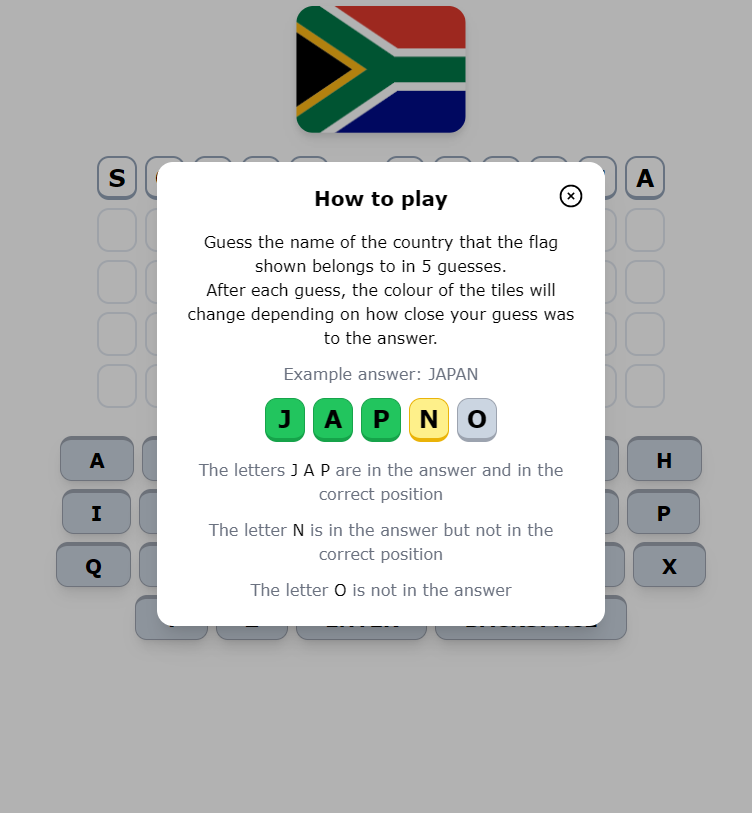 S A
How to play
Guess the name of the country that the flag
shown belongs to in 5 guesses.
After each guess, the colour of the tiles will
change depending on how close your guess was
to the answer.
Example answer: JAPAN
J A P N O
The letters J A P are in the answer and in the
correct position
The letter N is in the answer but not in the
correct position
The letter O is not in the answer
A H
I P
Q X